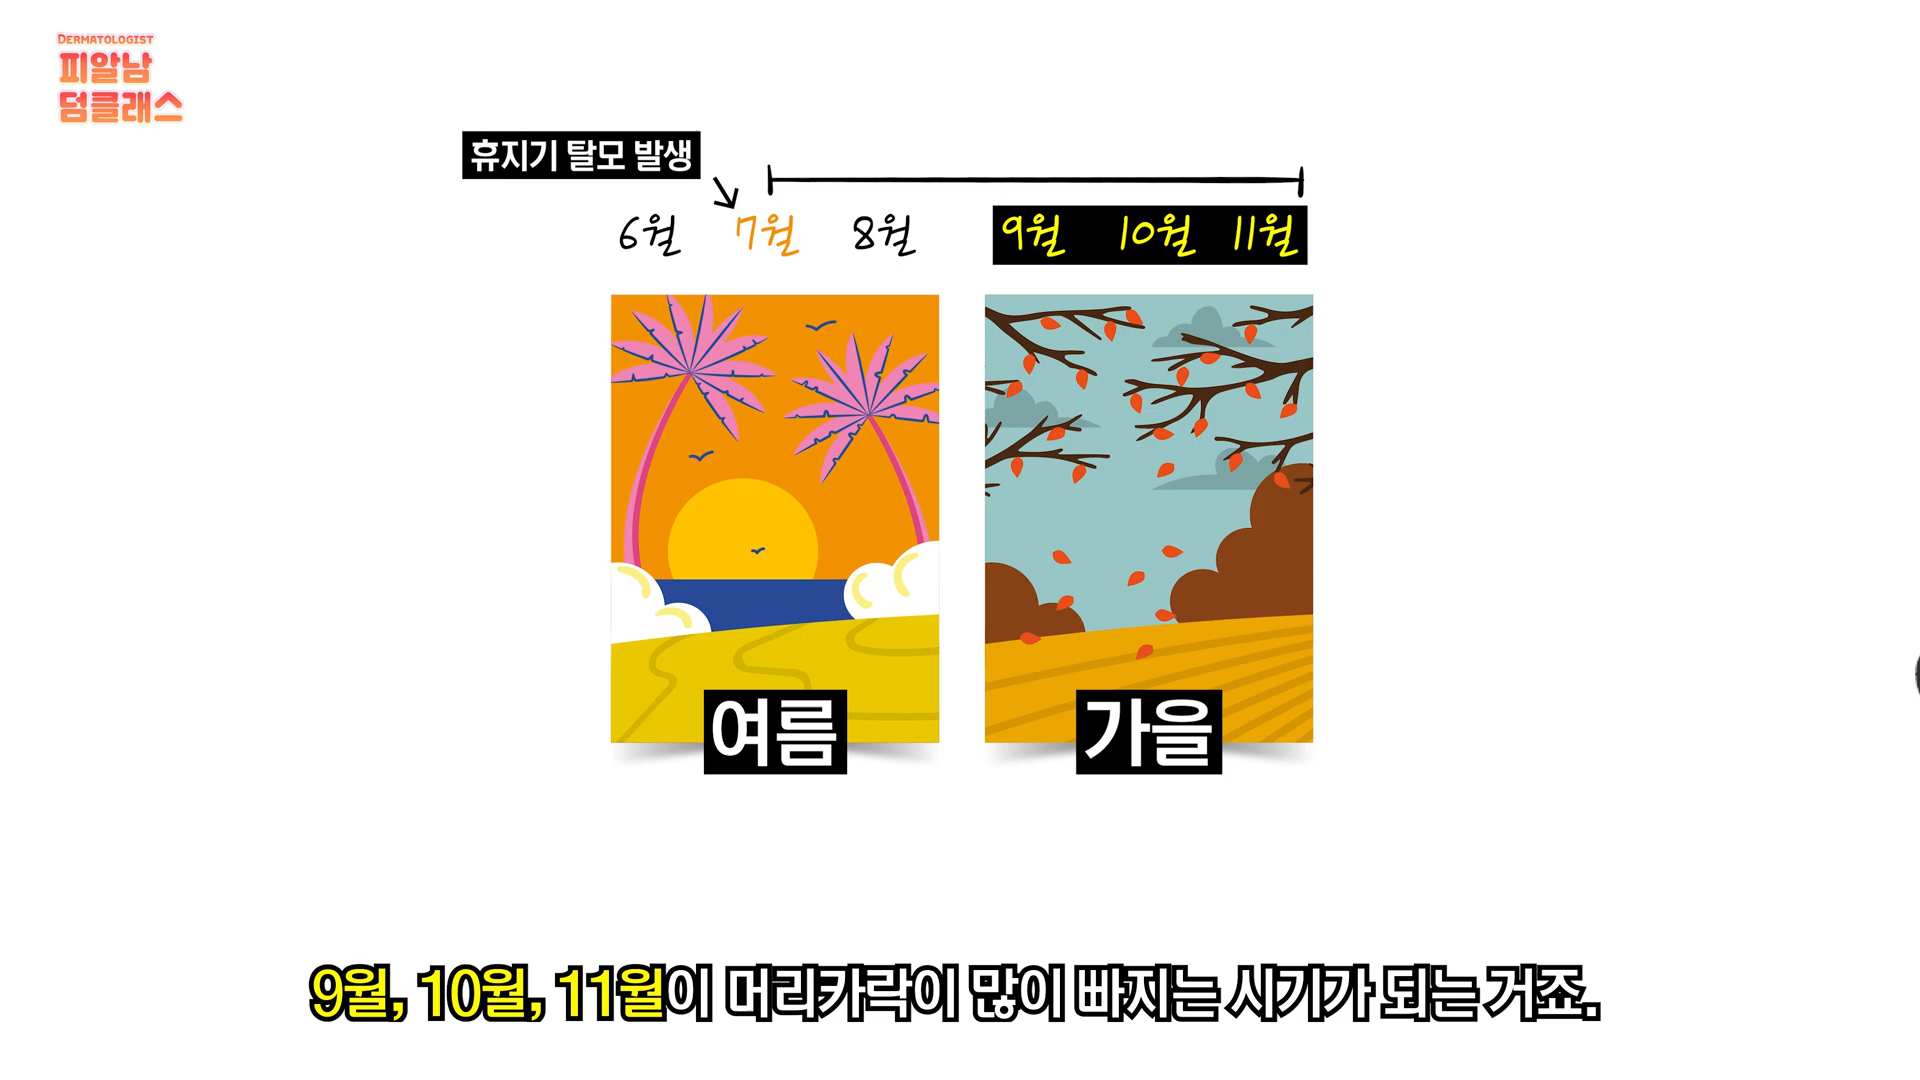 DERMATOLOGIST
피알남
덤클래스
휴지기 탈모 발생
6월 7월 8월 9월 10월 11월
여름 가을
9월, 10월, 11월이 머리카락이 많이 빠지는 시기가 되는 거죠.